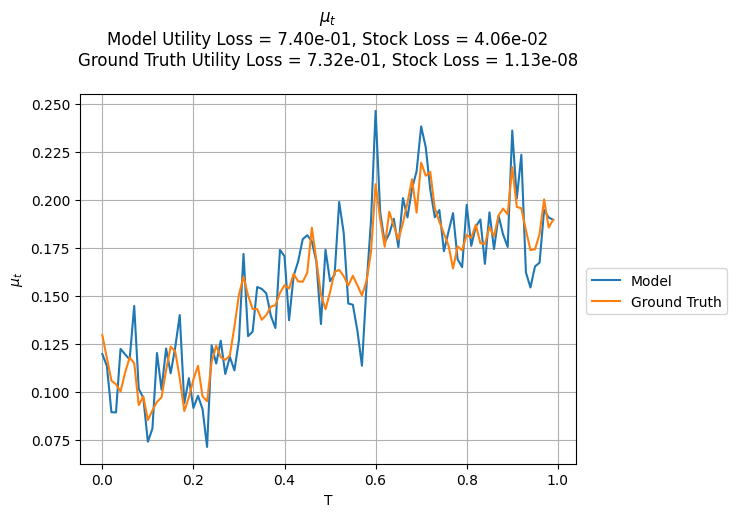 μt
Model Utility Loss = 7.40e-01, Stock Loss = 4.06e-02
Ground Truth Utility Loss = 7.32e-01, Stock Loss = 1.13e-08
0.250
0.225
0.200
0.175
0.150
0.125
0.100
0.075
μt
0.0 0.2 0.4 0.6 0.8 1.0
T
Model
Ground Truth